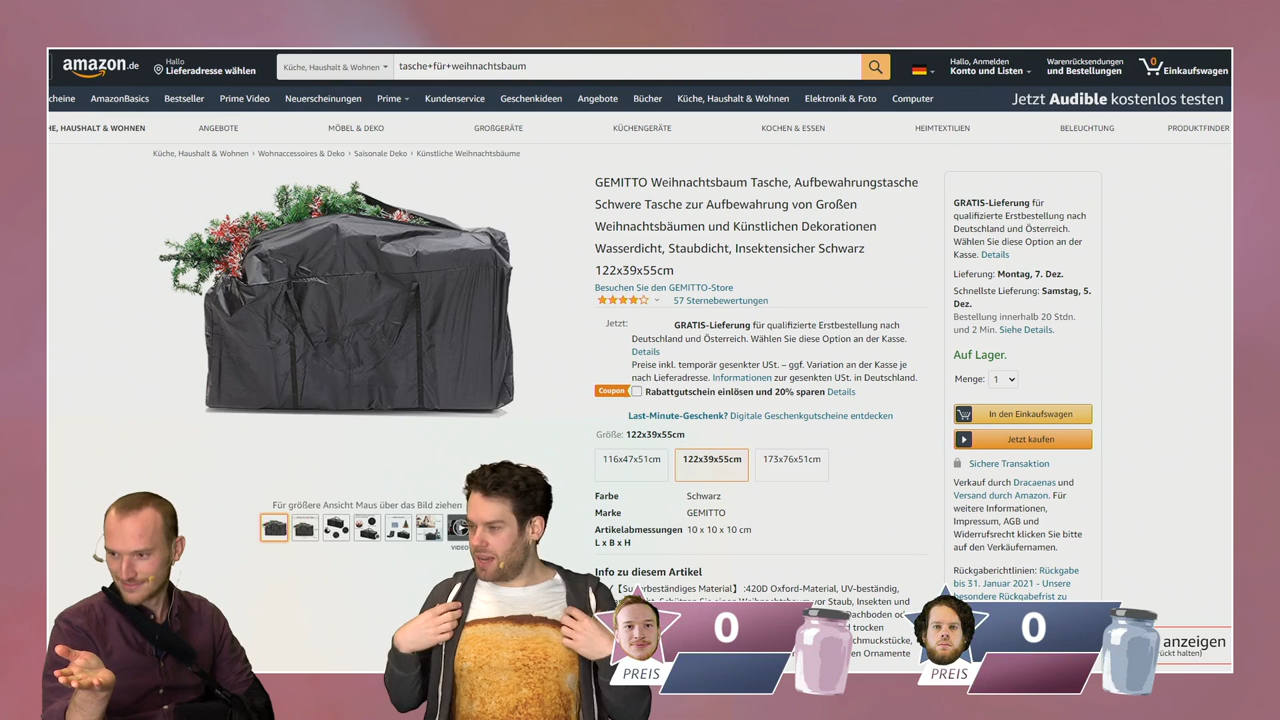 amazon.de
Hallo
Lieferadresse wählen
Küche, Haushalt & Wohnen
tasche+für+weihnachtsbaum
Hallo, Anmelden
Konto und Listen
Warenrücksendungen
und Bestellungen
0
Einkaufswagen
cheine AmazonBasics Bestseller Prime Video Neuerscheinungen Prime Kundenservice Geschenkideen Angebote Bücher Küche, Haushalt & Wohnen Elektronik & Foto Computer
Jetzt Audible kostenlos testen
HE, HAUSHALT & WOHNEN ANGEBOTE MÖBEL & DEKO GROßGERÄTE KÜCHENGERÄTE KOCHEN & ESSEN HEIMTEXTILIEN BELEUCHTUNG PRODUKTFINDER
Küche, Haushalt & Wohnen › Wohnaccessoires & Deko › Saisonale Deko › Künstliche Weihnachtsbäume
GEMITTO Weihnachtsbaum Tasche, Aufbewahrungstasche
Schwere Tasche zur Aufbewahrung von Großen
Weihnachtsbäumen und Künstlichen Dekorationen
Wasserdicht, Staubdicht, Insektensicher Schwarz
122x39x55cm
Besuchen Sie den GEMITTO-Store
57 Sternebewertungen
Jetzt: GRATIS-Lieferung für qualifizierte Erstbestellung nach
Deutschland und Österreich. Wählen Sie diese Option an der Kasse.
Details
Preise inkl. temporär gesenkter USt. – ggf. Variation an der Kasse je
nach Lieferadresse. Informationen zur gesenkten USt. in Deutschland.
Coupon Rabattgutschein einlösen und 20% sparen Details
Last-Minute-Geschenk? Digitale Geschenkgutscheine entdecken
Größe: 122x39x55cm
116x47x51cm 122x39x55cm 173x76x51cm
Farbe Schwarz
Marke GEMITTO
Artikelabmessungen 10 x 10 x 10 cm
L x B x H
Info zu diesem Artikel
:420D Oxford-Material, UV-beständig,
vor Staub, Insekten und
Dachboden
trocken
chmuckstücke,
en Ornamente
Für größere Ansicht Maus über das Bild ziehen
VIDEO
GRATIS-Lieferung für
qualifizierte Erstbestellung nach
Deutschland und Österreich.
Wählen Sie diese Option an der
Kasse. Details
Lieferung: Montag, 7. Dez.
Schnellste Lieferung: Samstag, 5.
Dez.
Bestellung innerhalb 20 Stdn.
und 2 Min. Siehe Details.
Auf Lager.
Menge: 1
In den Einkaufswagen
Jetzt kaufen
Sichere Transaktion
Verkauf durch Dracaenas und
Versand durch Amazon. Für
weitere Informationen,
Impressum, AGB und
Widerrufsrecht klicken Sie bitte
auf den Verkäufernamen.
Rückgaberichtlinien: Rückgabe
bis 31. Januar 2021 - Unsere
besondere Rückgabefrist zu
anzeigen
rückt halten)
0
PREIS
0
PREIS